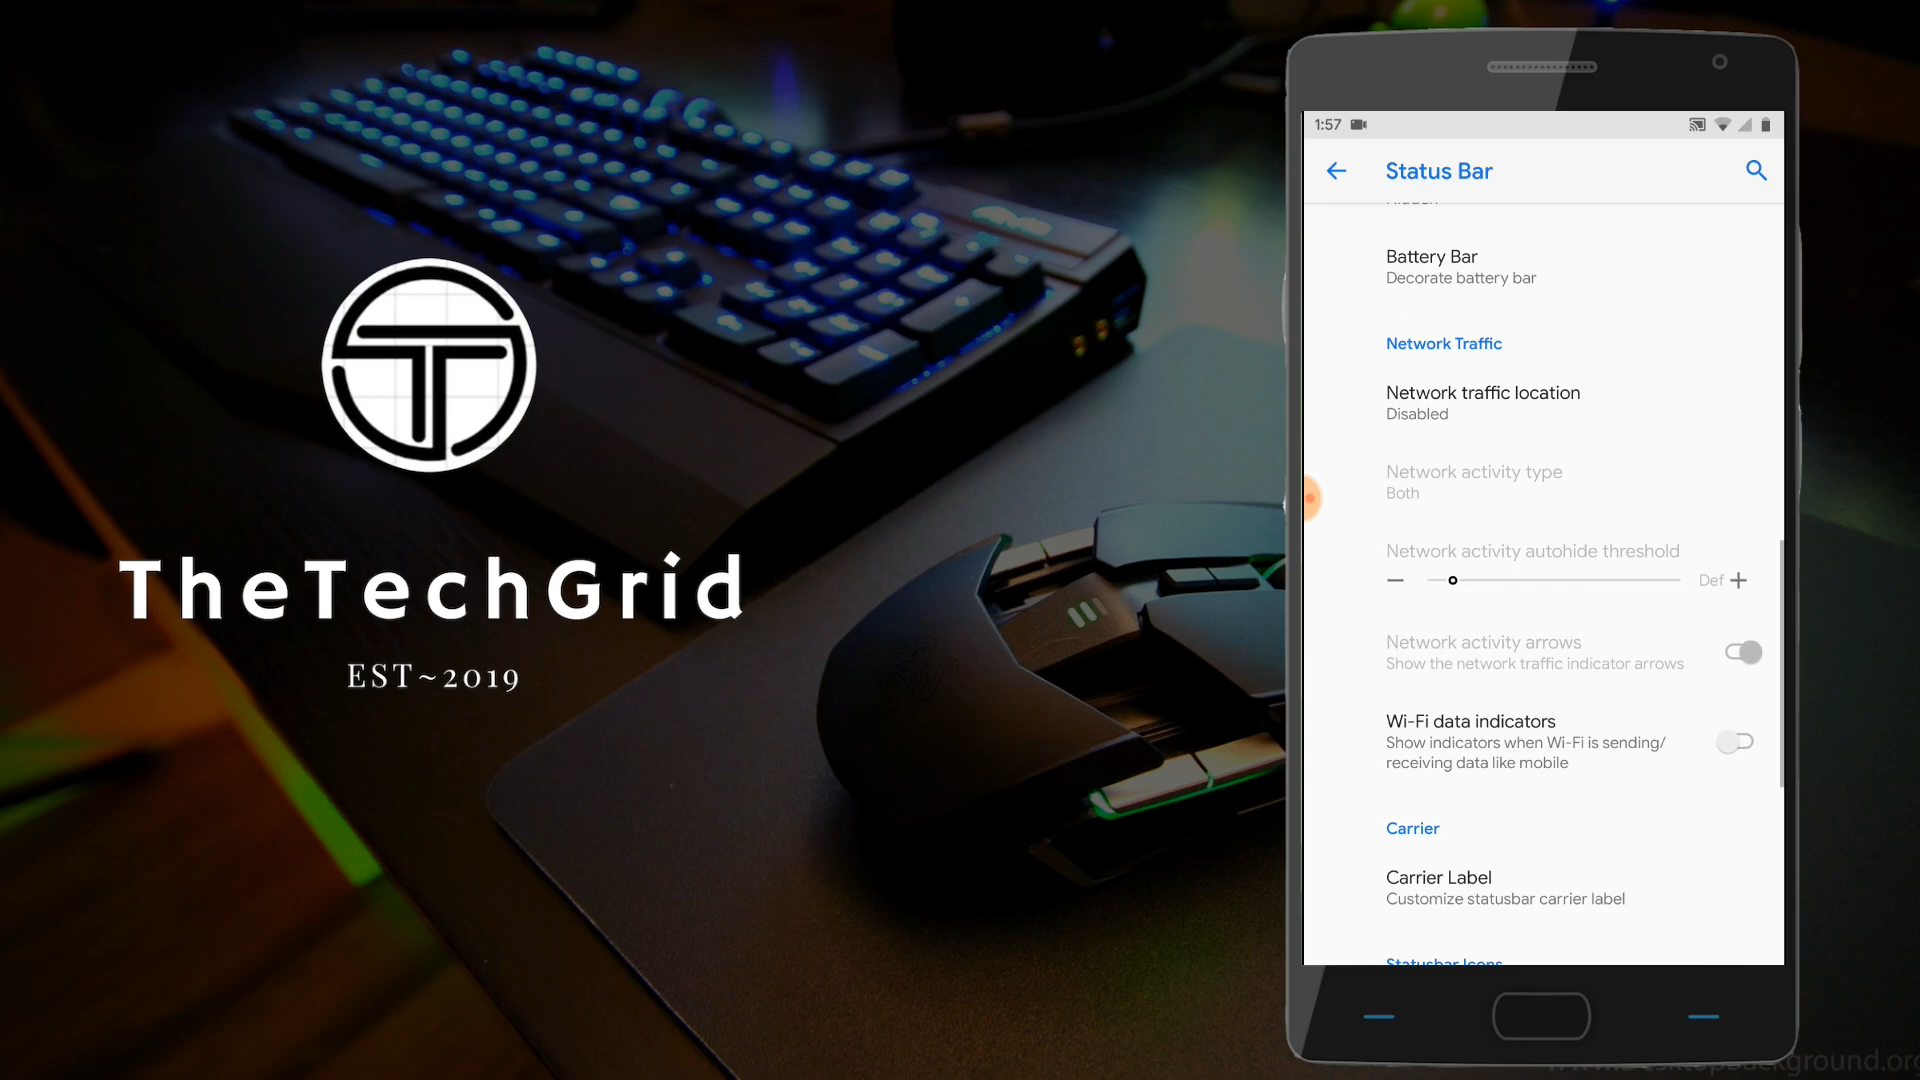 TheTechGrid
EST~2019
1:57
Status Bar
Battery Bar
Decorate battery bar
Network Traffic
Network traffic location
Disabled
Network activity type
Both
Network activity autohide threshold
Def
Network activity arrows
Show the network traffic indicator arrows
Wi-Fi data indicators
Show indicators when Wi-Fi is sending/
receiving data like mobile
Carrier
Carrier Label
Customize statusbar carrier label
Statusbar Icons